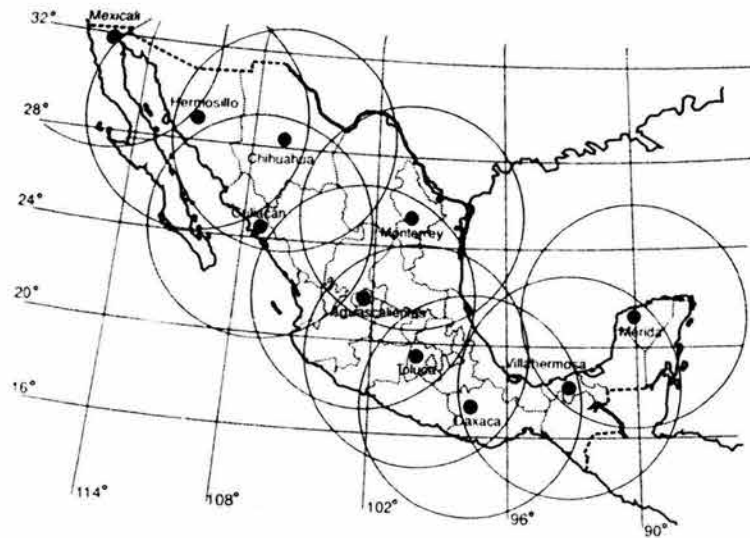 Mexicali
32°
Hermosillo
28°
Chihuahua
24°
Culiacán
Monterrey
20°
Aguascalientes
Mérida
Villahermosa
Toluca
16°
Oaxaca
114°
108°
102°
96°
90°